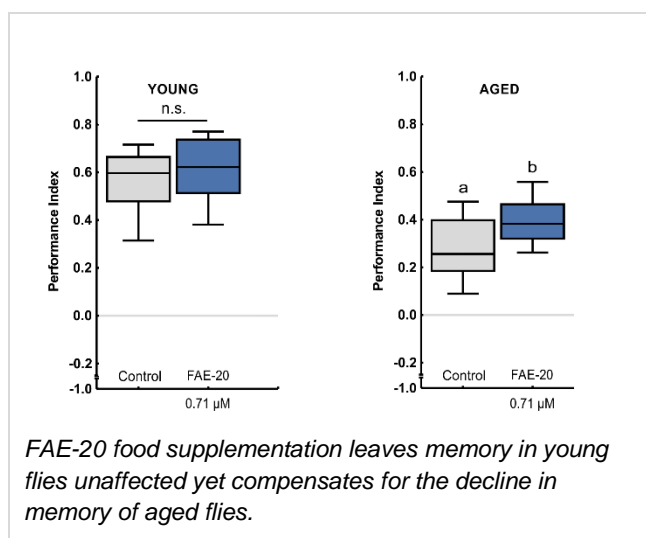 YOUNG
n.s.
1.0
0.8
0.6
0.4
0.2
0.0
-0.2
-1.0
Performance Index
Control FAE-20
0.71 µM
AGED
a b
1.0
0.8
0.6
0.4
0.2
0.0
-0.2
-1.0
Performance Index
Control FAE-20
0.71 µM
FAE-20 food supplementation leaves memory in young
flies unaffected yet compensates for the decline in
memory of aged flies.